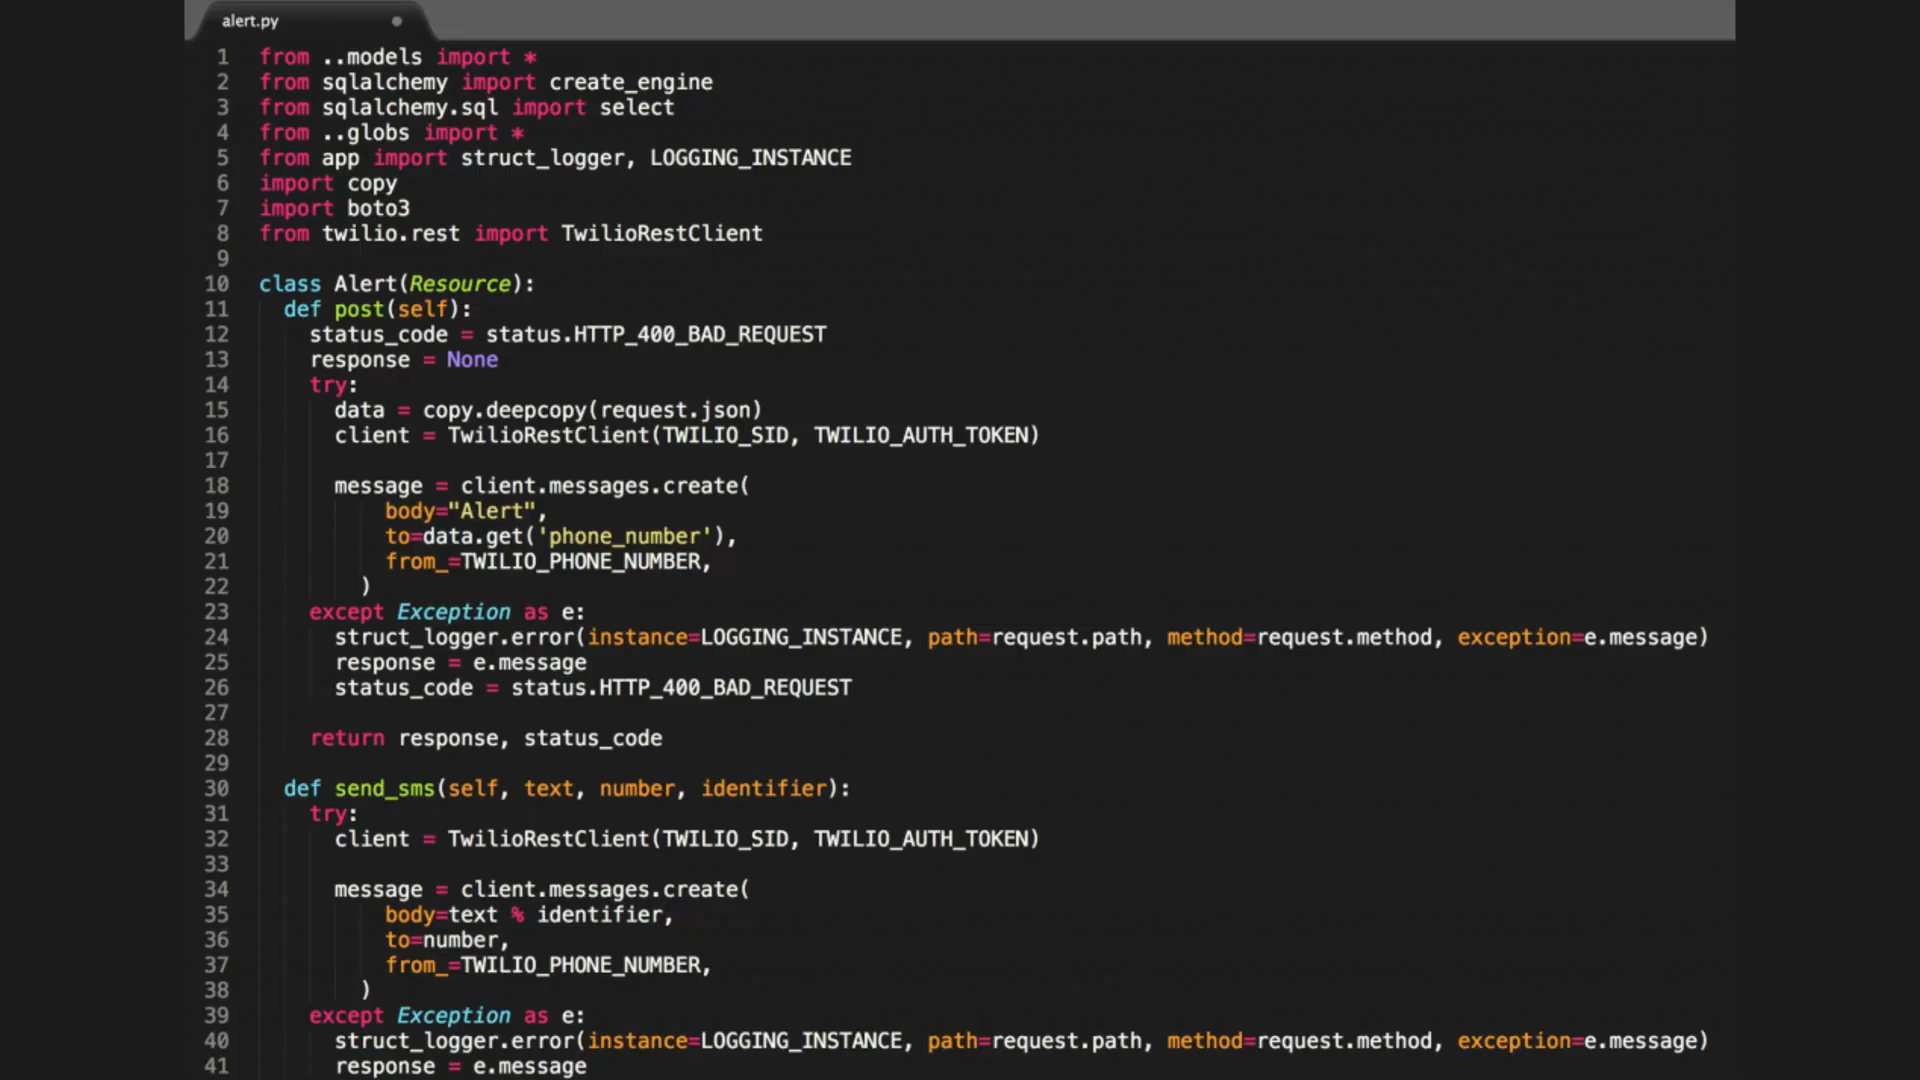 alert.py
1 from ..models import *
2 from sqlalchemy import create_engine
3 from sqlalchemy.sql import select
4 from ..globs import *
5 from app import struct_logger, LOGGING_INSTANCE
6 import copy
7 import boto3
8 from twilio.rest import TwilioRestClient
9
10 class Alert(Resource):
11   def post(self):
12     status_code = status.HTTP_400_BAD_REQUEST
13     response = None
14     try:
15       data = copy.deepcopy(request.json)
16       client = TwilioRestClient(TWILIO_SID, TWILIO_AUTH_TOKEN)
17
18       message = client.messages.create(
19           body="Alert",
20           to=data.get('phone_number'),
21           from_=TWILIO_PHONE_NUMBER,
22         )
23     except Exception as e:
24       struct_logger.error(instance=LOGGING_INSTANCE, path=request.path, method=request.method, exception=e.message)
25       response = e.message
26       status_code = status.HTTP_400_BAD_REQUEST
27
28     return response, status_code
29
30   def send_sms(self, text, number, identifier):
31     try:
32       client = TwilioRestClient(TWILIO_SID, TWILIO_AUTH_TOKEN)
33
34       message = client.messages.create(
35           body=text % identifier,
36           to=number,
37           from_=TWILIO_PHONE_NUMBER,
38         )
39     except Exception as e:
40       struct_logger.error(instance=LOGGING_INSTANCE, path=request.path, method=request.method, exception=e.message)
41       response = e.message